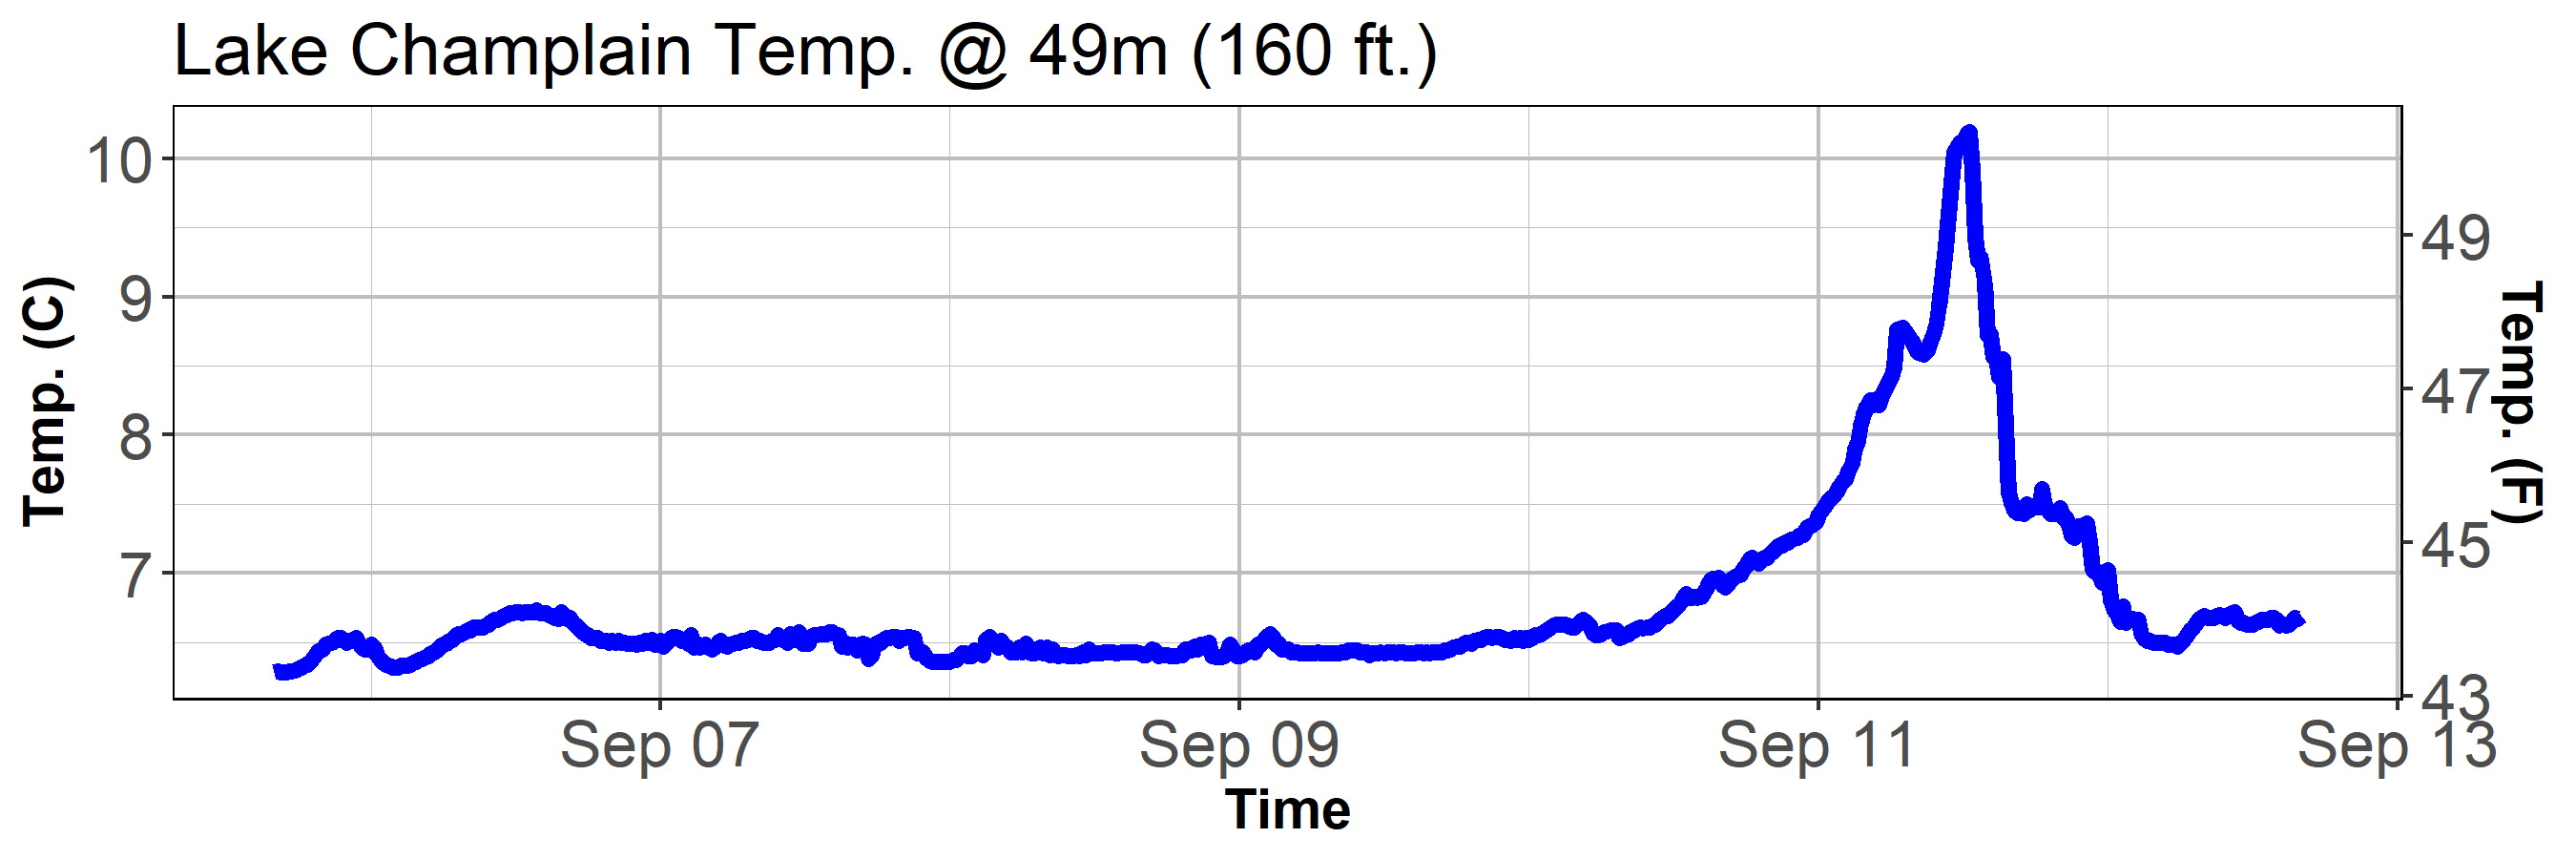 Lake Champlain Temp. @ 49m (160 ft.)
Temp. (C)
10
9
8
7
49
47
45
43
Temp. (F)
Sep 07 Sep 09 Sep 11 Sep 13
Time